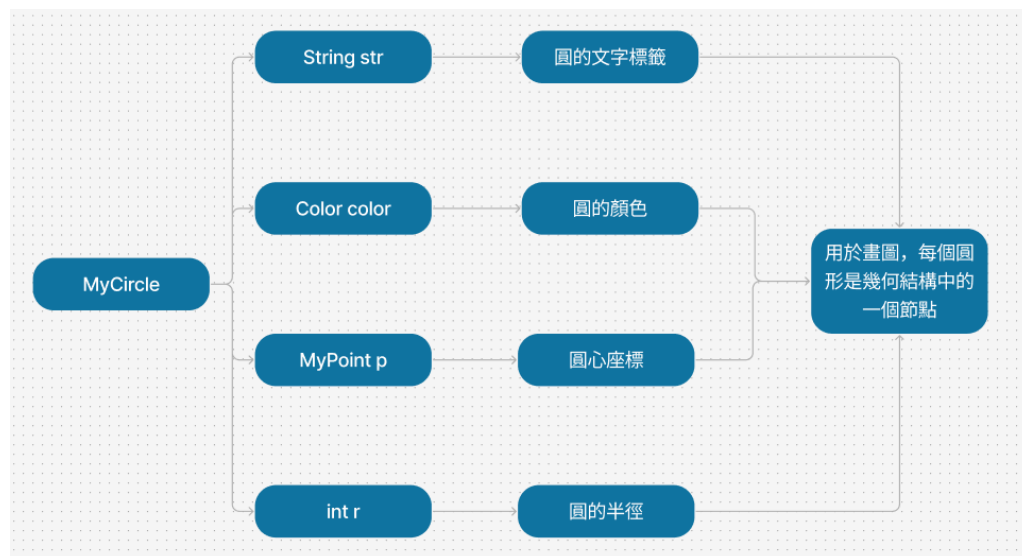 String str
圓的文字標籤
Color color
圓的顏色
MyCircle
用於畫圖，每個圓
形是幾何結構中的
一個節點
MyPoint p
圓心座標
int r
圓的半徑